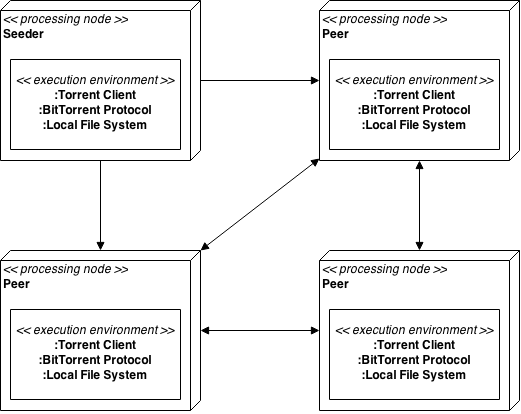 << processing node >>
Seeder
<< execution environment >>
:Torrent Client
:BitTorrent Protocol
:Local File System
<< processing node >>
Peer
<< execution environment >>
:Torrent Client
:BitTorrent Protocol
:Local File System
<< processing node >>
Peer
<< execution environment >>
:Torrent Client
:BitTorrent Protocol
:Local File System
<< processing node >>
Peer
<< execution environment >>
:Torrent Client
:BitTorrent Protocol
:Local File System